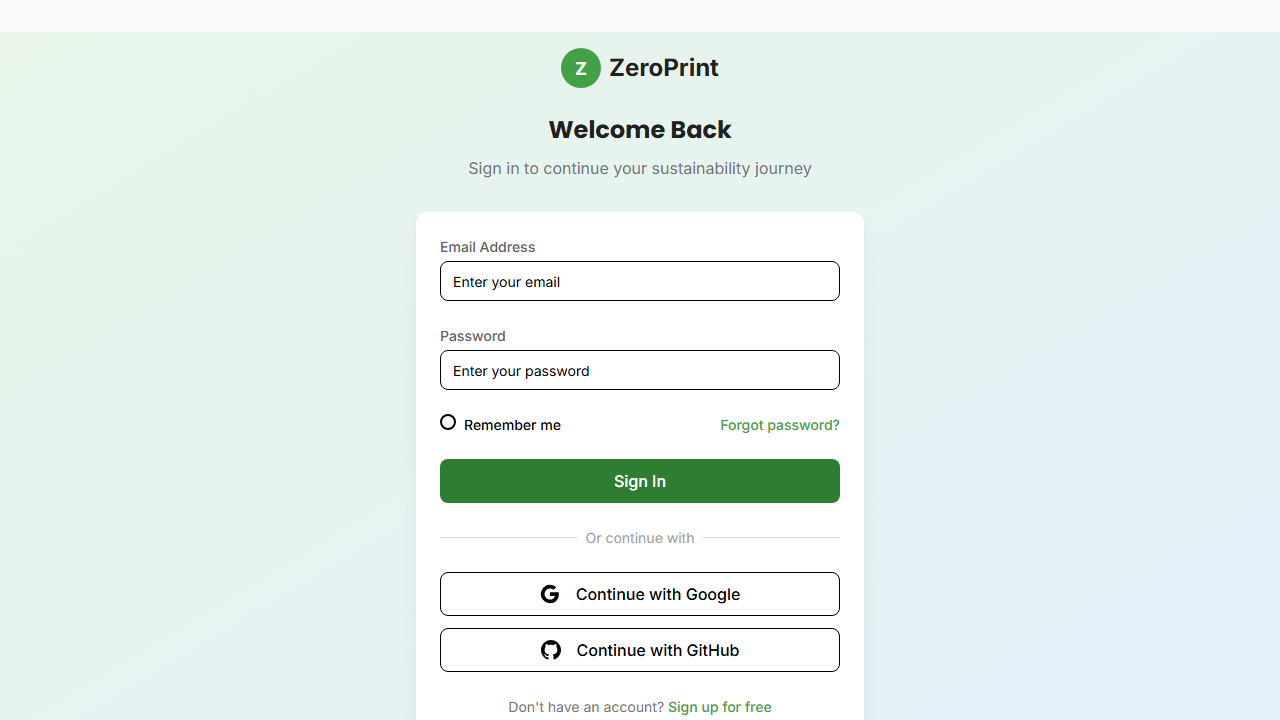 Z ZeroPrint
Welcome Back
Sign in to continue your sustainability journey
Email Address
Enter your email
Password
Enter your password
Remember me Forgot password?
Sign In
Or continue with
Continue with Google
Continue with GitHub
Don't have an account? Sign up for free